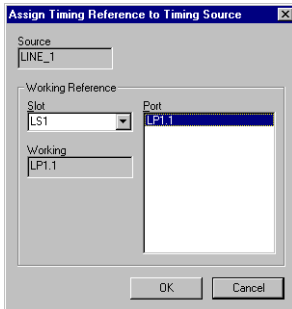 Assign Timing Reference to Timing Source
Source
LINE_1
Working Reference
Slot
Port
LS1
LP1.1
Working
LP1.1
OK
Cancel